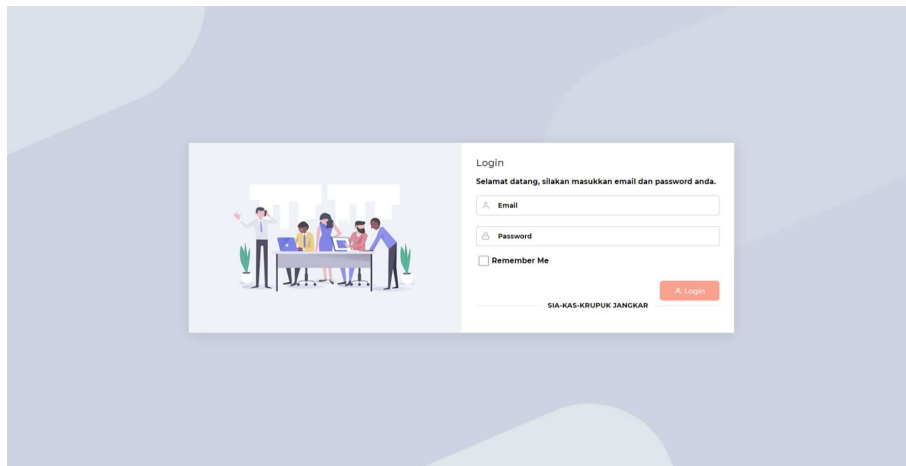 Login
Selamat datang, silakan masukkan email dan password anda.
Email
Password
Remember Me
Login
SIA-KAS-KRUPUK JANGKAR